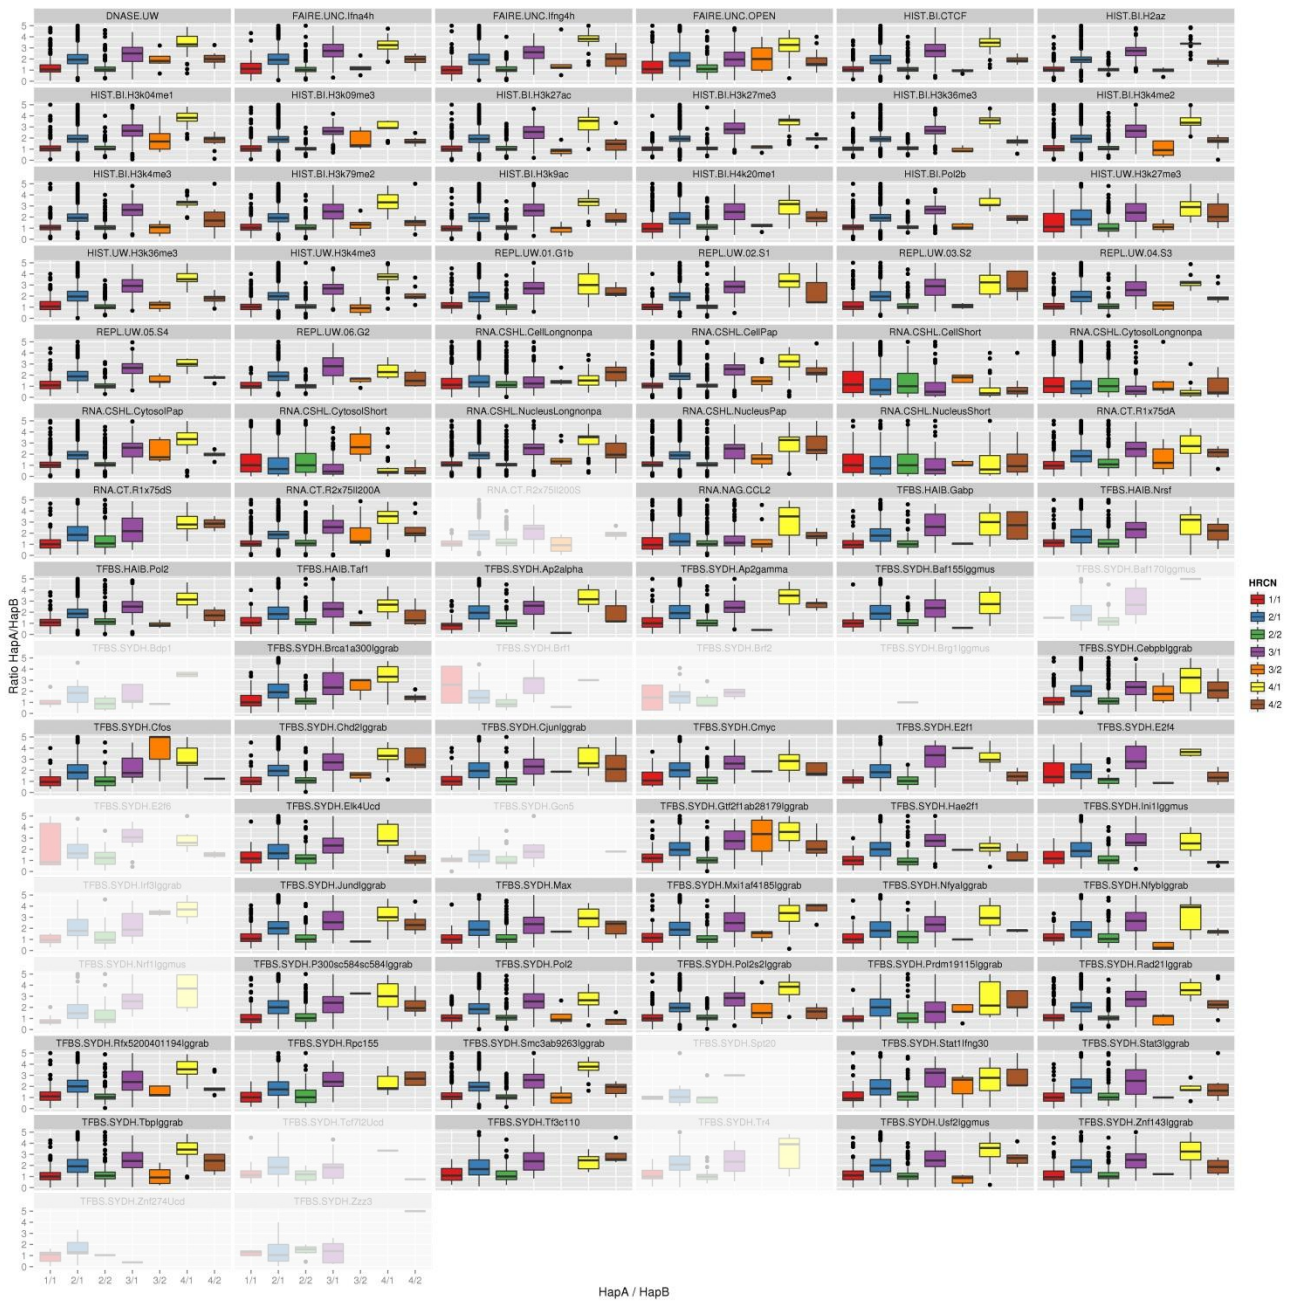 DNASE.UW FAIRE.UNC.Ifna4h FAIRE.UNC.Ifng4h FAIRE.UNC.OPEN HIST.BI.CTCF HIST.BI.H2az
HIST.BI.H3k04me1 HIST.BI.H3k09me3 HIST.BI.H3k27ac HIST.BI.H3k27me3 HIST.BI.H3k36me3 HIST.BI.H3k4me2
HIST.BI.H3k4me3 HIST.BI.H3k79me2 HIST.BI.H3k9ac HIST.BI.H4k20me1 HIST.BI.Pol2b HIST.UW.H3k27me3
HIST.UW.H3k36me3 HIST.UW.H3k4me3 REPL.UW.01.G1b REPL.UW.02.S1 REPL.UW.03.S2 REPL.UW.04.S3
REPL.UW.05.S4 REPL.UW.06.G2 RNA.CSHL.CellLongnonpa RNA.CSHL.CellPap RNA.CSHL.CellShort RNA.CSHL.CytosolLongnonpa
RNA.CSHL.CytosolPap RNA.CSHL.CytosolShort RNA.CSHL.NucleusLongnonpa RNA.CSHL.NucleusPap RNA.CSHL.NucleusShort RNA.CT.R1x75dA
RNA.CT.R1x75dS RNA.CT.R2x75Il200A RNA.CT.R2x75Il200S RNA.NAG.CCL2 TFBS.HAIB.Gabp TFBS.HAIB.Nrsf
TFBS.HAIB.Pol2 TFBS.HAIB.Taf1 TFBS.SYDH.Ap2alpha TFBS.SYDH.Ap2gamma TFBS.SYDH.Baf155Iggmus TFBS.SYDH.Baf170Iggmus
TFBS.SYDH.Bdp1 TFBS.SYDH.Brca1a300Iggrab TFBS.SYDH.Brf1 TFBS.SYDH.Brf2 TFBS.SYDH.Brg1Iggmus TFBS.SYDH.CebpbIggrab
TFBS.SYDH.Cfos TFBS.SYDH.Chd2Iggrab TFBS.SYDH.CjunIggrab TFBS.SYDH.Cmyc TFBS.SYDH.E2f1 TFBS.SYDH.E2f4
TFBS.SYDH.E2f6 TFBS.SYDH.Elk4Ucd TFBS.SYDH.Gcn5 TFBS.SYDH.Gtf2f1ab28179Iggrab TFBS.SYDH.Hae2f1 TFBS.SYDH.Ini1Iggmus
TFBS.SYDH.Irf3Iggrab TFBS.SYDH.JundIggrab TFBS.SYDH.Max TFBS.SYDH.Mxi1af4185Iggrab TFBS.SYDH.NfyaIggrab TFBS.SYDH.NfybIggrab
TFBS.SYDH.Nrf1Iggmus TFBS.SYDH.P300sc584sc584Iggrab TFBS.SYDH.Pol2 TFBS.SYDH.Pol2s2Iggrab TFBS.SYDH.Prdm19115Iggrab TFBS.SYDH.Rad21Iggrab
TFBS.SYDH.Rfx5200401194Iggrab TFBS.SYDH.Rpc155 TFBS.SYDH.Smc3ab9263Iggrab TFBS.SYDH.Spt20 TFBS.SYDH.Stat1Ifng30 TFBS.SYDH.Stat3Iggrab
TFBS.SYDH.TbpIggrab TFBS.SYDH.Tcf7l2Ucd TFBS.SYDH.Tf3c110 TFBS.SYDH.Tr4 TFBS.SYDH.Usf2Iggmus TFBS.SYDH.Znf143Iggrab
TFBS.SYDH.Znf274Ucd TFBS.SYDH.Zzz3
5
4
3
2
1
0
1/1 2/1 2/2 3/1 3/2 4/1 4/2 1/1 2/1 2/2 3/1 3/2 4/1 4/2
HapA / HapB
Ratio HapA/HapB
HRCN
1/1
2/1
2/2
3/1
3/2
4/1
4/2